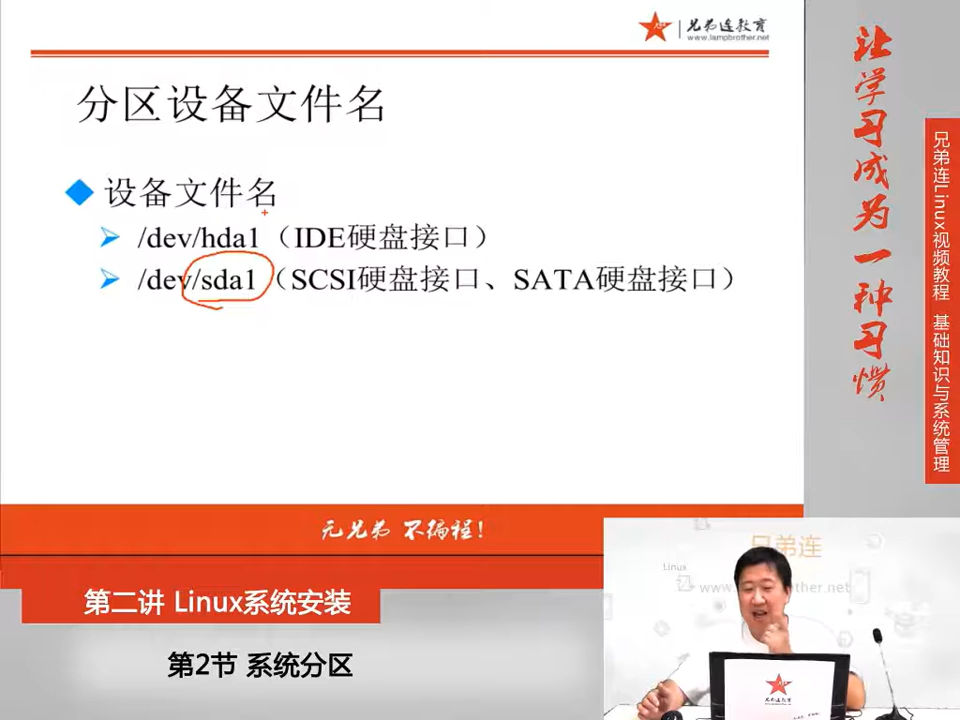 兄弟连教育
www.lampbrother.net
分区设备文件名
设备文件名
/dev/hda1（IDE硬盘接口）
/dev/sda1（SCSI硬盘接口、SATA硬盘接口）
无兄弟 不编程！
让学习成为一种习惯
兄弟连Linux视频教程 基础知识与系统管理
第二讲 Linux系统安装
第2节 系统分区
兄弟连
Linux